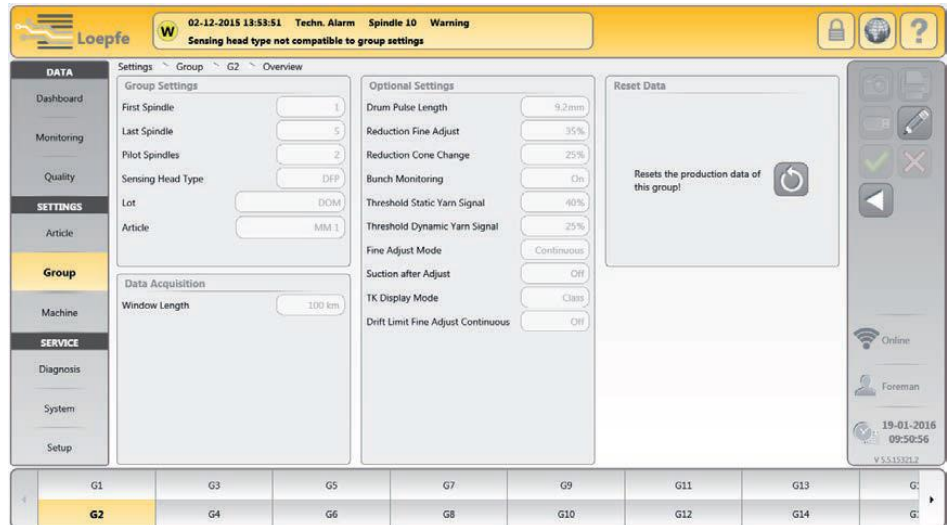 Loepfe
W
02-12-2015 13:53:51 Techn. Alarm Spindle 10 Warning
Sensing head type not compatible to group settings
?
DATA
Dashboard
Monitoring
Quality
SETTINGS
Article
Group
Machine
SERVICE
Diagnosis
System
Setup
Settings Group G2 Overview
Group Settings
First Spindle 1
Last Spindle 5
Pilot Spindles 2
Sensing Head Type DFP
Lot DOM
Article MM 1
Data Acquisition
Window Length 100 km
Optional Settings
Drum Pulse Length 9.2mm
Reduction Fine Adjust 35%
Reduction Cone Change 25%
Bunch Monitoring On
Threshold Static Yarn Signal 40%
Threshold Dynamic Yarn Signal 25%
Fine Adjust Mode Continuous
Suction after Adjust Off
TK Display Mode Class
Drift Limit Fine Adjust Continuous Off
Reset Data
Resets the production data of
this group!
Online
Foreman
19-01-2016
09:50:56
V 5.5.15321.2
G1 G3 G5 G7 G9 G11 G13
G2 G4 G6 G8 G10 G12 G14